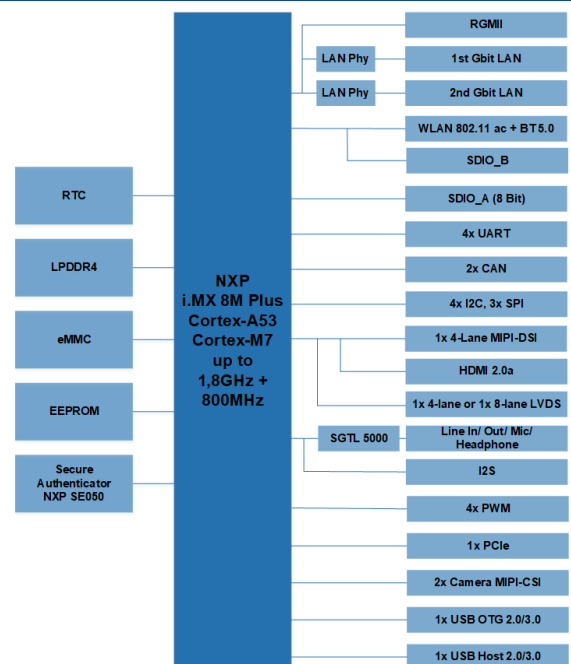 RTC
LPDDR4
eMMC
EEPROM
Secure
Authenticator
NXP SE050
NXP
i.MX 8M Plus
Cortex-A53
Cortex-M7
up to
1,8GHz +
800MHz
RGMII
LAN Phy
1st Gbit LAN
LAN Phy
2nd Gbit LAN
WLAN 802.11 ac + BT5.0
SDIO_B
SDIO_A (8 Bit)
4x UART
2x CAN
4x I2C, 3x SPI
1x 4-Lane MIPI-DSI
HDMI 2.0a
1x 4-lane or 1x 8-lane LVDS
SGTL 5000
Line In/ Out/ Mic/
Headphone
I2S
4x PWM
1x PCIe
2x Camera MIPI-CSI
1x USB OTG 2.0/3.0
1x USB Host 2.0/3.0